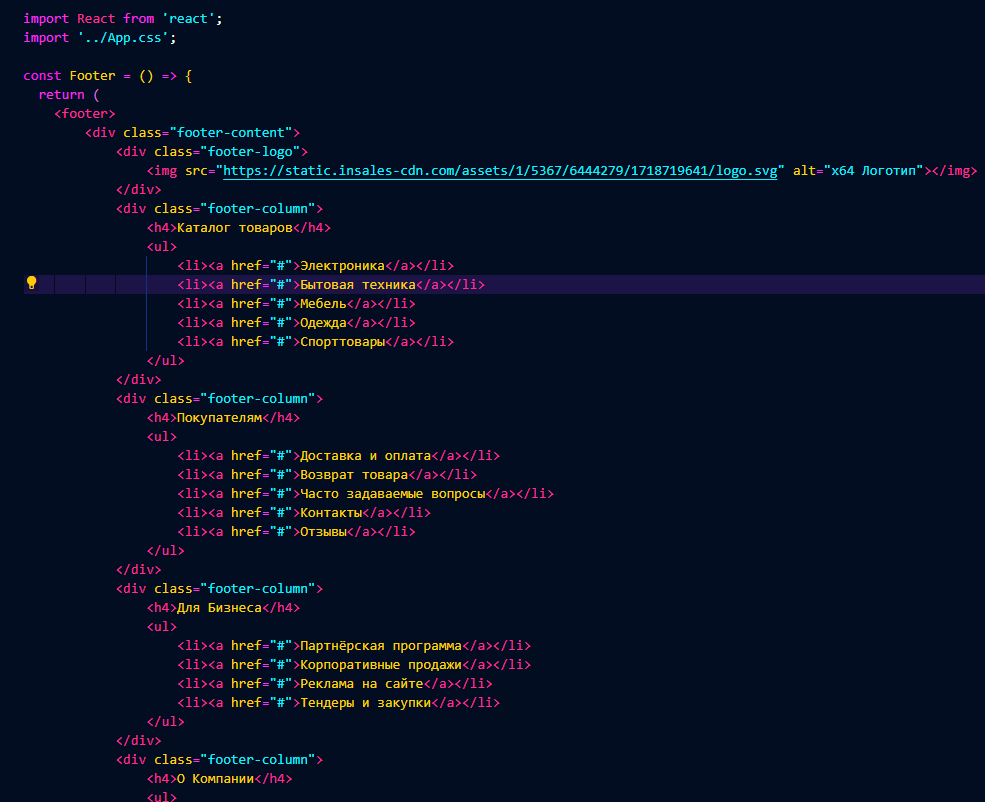 import React from 'react';
import '../App.css';
const Footer = () => {
return (
<footer>
<div class="footer-content">
<div class="footer-logo">
<img src="https://static.insales-cdn.com/assets/1/5367/6444279/1718719641/logo.svg" alt="x64 Логотип"></img>
</div>
<div class="footer-column">
<h4>Каталог товаров</h4>
<ul>
<li><a href="#">Электроника</a></li>
<li><a href="#">Бытовая техника</a></li>
<li><a href="#">Мебель</a></li>
<li><a href="#">Одежда</a></li>
<li><a href="#">Спорттовары</a></li>
</ul>
</div>
<div class="footer-column">
<h4>Покупателям</h4>
<ul>
<li><a href="#">Доставка и оплата</a></li>
<li><a href="#">Возврат товара</a></li>
<li><a href="#">Часто задаваемые вопросы</a></li>
<li><a href="#">Контакты</a></li>
<li><a href="#">Отзывы</a></li>
</ul>
</div>
<div class="footer-column">
<h4>Для Бизнеса</h4>
<ul>
<li><a href="#">Партнёрская программа</a></li>
<li><a href="#">Корпоративные продажи</a></li>
<li><a href="#">Реклама на сайте</a></li>
<li><a href="#">Тендеры и закупки</a></li>
</ul>
</div>
<div class="footer-column">
<h4>О Компании</h4>
<ul>